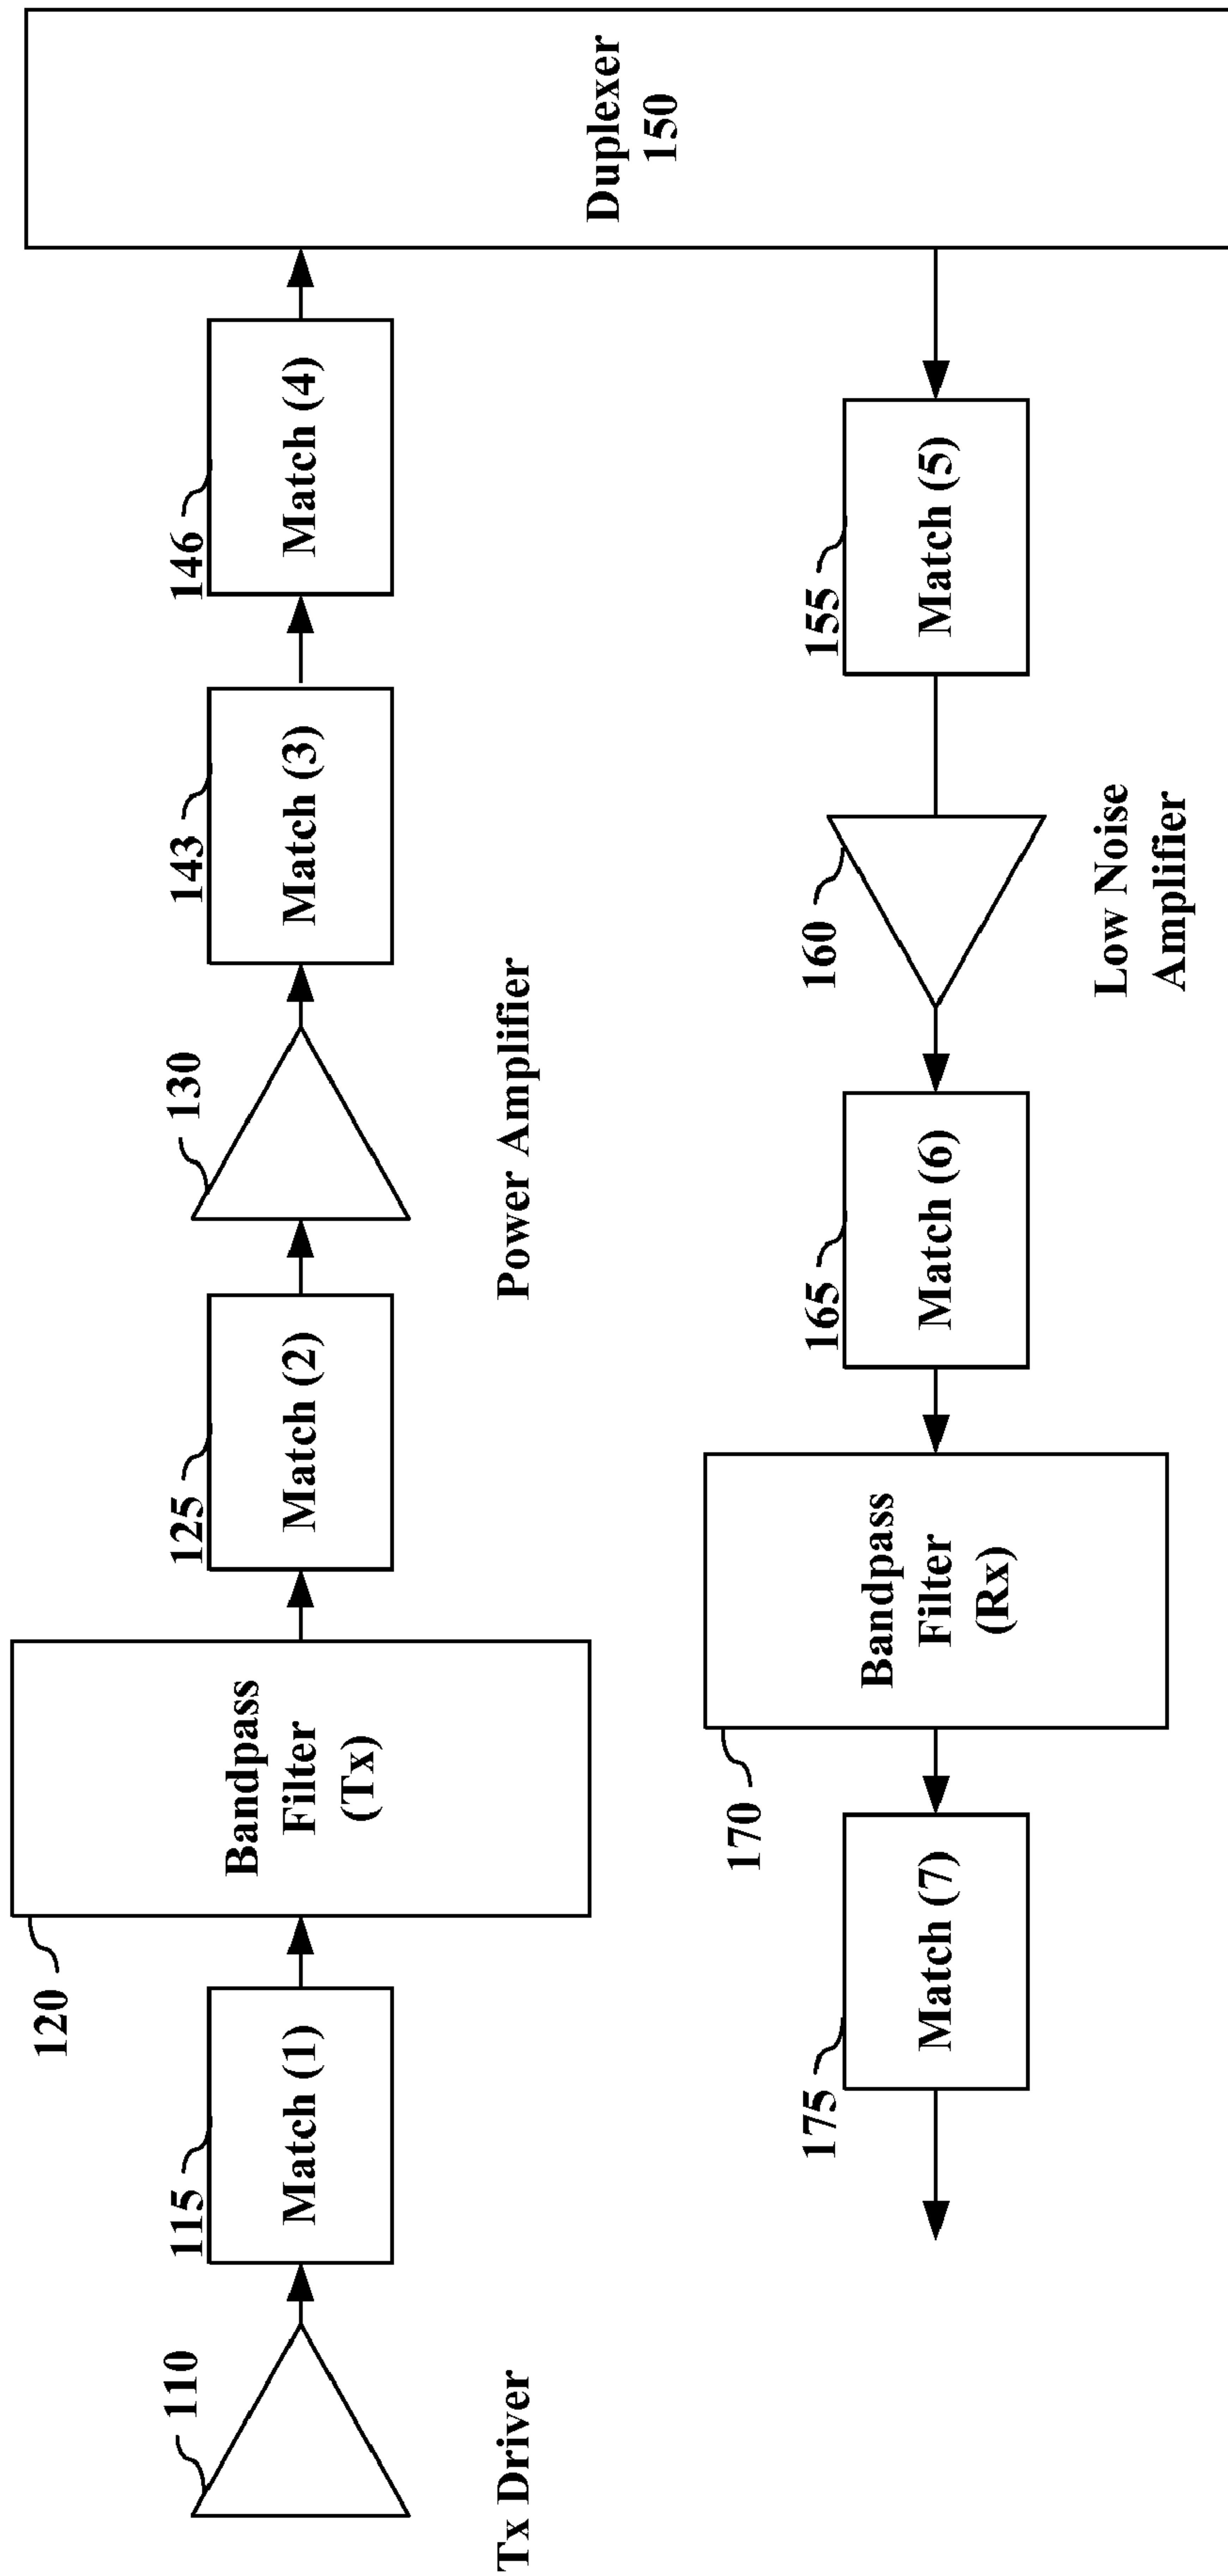 110
Tx Driver
115
Match (1)
120
Bandpass
Filter
(Tx)
125
Match (2)
130
Power Amplifier
143
Match (3)
146
Match (4)
Duplexer
150
155
Match (5)
160
Low Noise
Amplifier
165
Match (6)
170
Bandpass
Filter
(Rx)
175
Match (7)